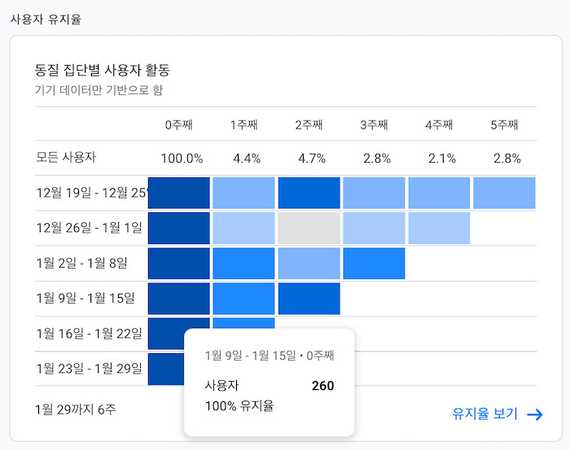 사용자 유지율
동질 집단별 사용자 활동
기기 데이터만 기반으로 함
0주째 1주째 2주째 3주째 4주째 5주째
모든 사용자 100.0% 4.4% 4.7% 2.8% 2.1% 2.8%
12월 19일 - 12월 25
12월 26일 - 1월 1일
1월 2일 - 1월 8일
1월 9일 - 1월 15일
1월 16일 - 1월 22일
1월 23일 - 1월 29일
1월 9일 - 1월 15일 • 0주째
사용자 260
100% 유지율
1월 29까지 6주
유지율 보기 →